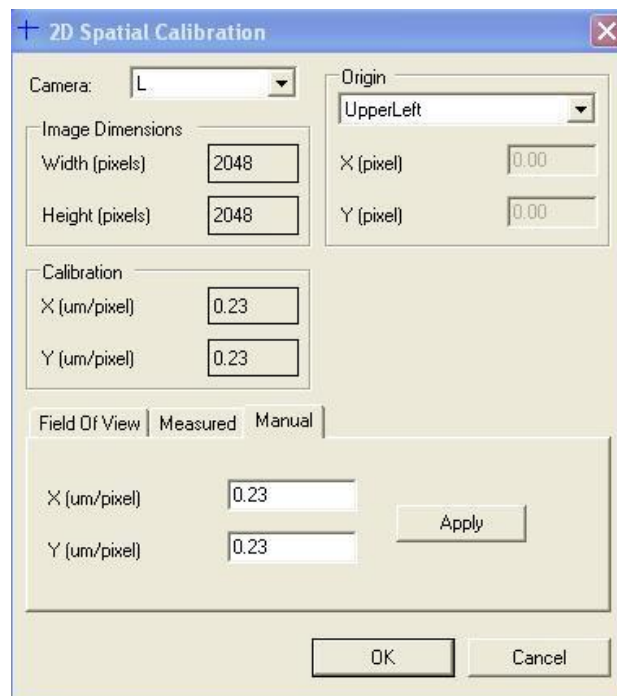 2D Spatial Calibration
Camera: L
Origin
UpperLeft
Image Dimensions
Width (pixels) 2048
Height (pixels) 2048
X (pixel) 0.00
Y (pixel) 0.00
Calibration
X (um/pixel) 0.23
Y (um/pixel) 0.23
Field Of View Measured Manual
X (um/pixel) 0.23
Y (um/pixel) 0.23
Apply
OK Cancel